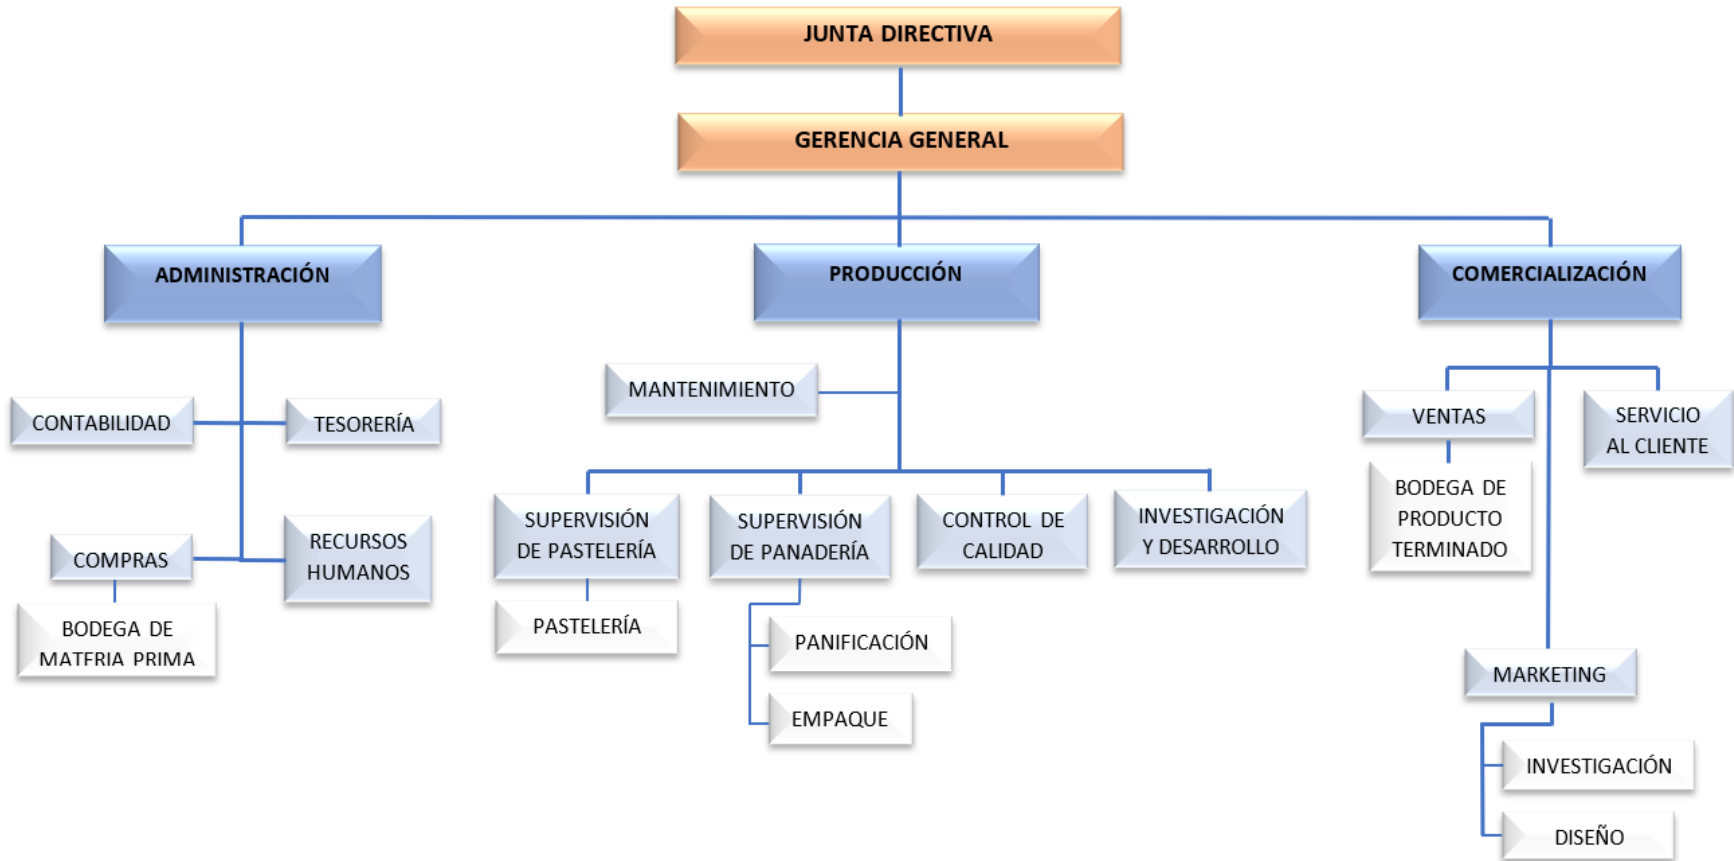 JUNTA DIRECTIVA
GERENCIA GENERAL
ADMINISTRACIÓN
PRODUCCIÓN
COMERCIALIZACIÓN
CONTABILIDAD
TESORERÍA
COMPRAS
RECURSOS
HUMANOS
BODEGA DE
MATERIA PRIMA
MANTENIMIENTO
SUPERVISIÓN
DE PASTELERÍA
PASTELERÍA
SUPERVISIÓN
DE PANADERÍA
PANIFICACIÓN
EMPAQUE
CONTROL DE
CALIDAD
INVESTIGACIÓN
Y DESARROLLO
VENTAS
BODEGA DE
PRODUCTO
TERMINADO
SERVICIO
AL CLIENTE
MARKETING
INVESTIGACIÓN
DISEÑO